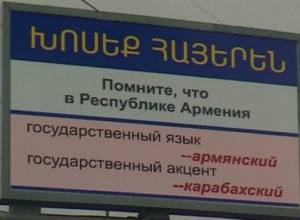 ԽՈՍԵՔ ՀԱՅԵՐԵՆ
Помните, что
в Республике Армения
государственный язык
--армянский
государственный акцент
--карабахский